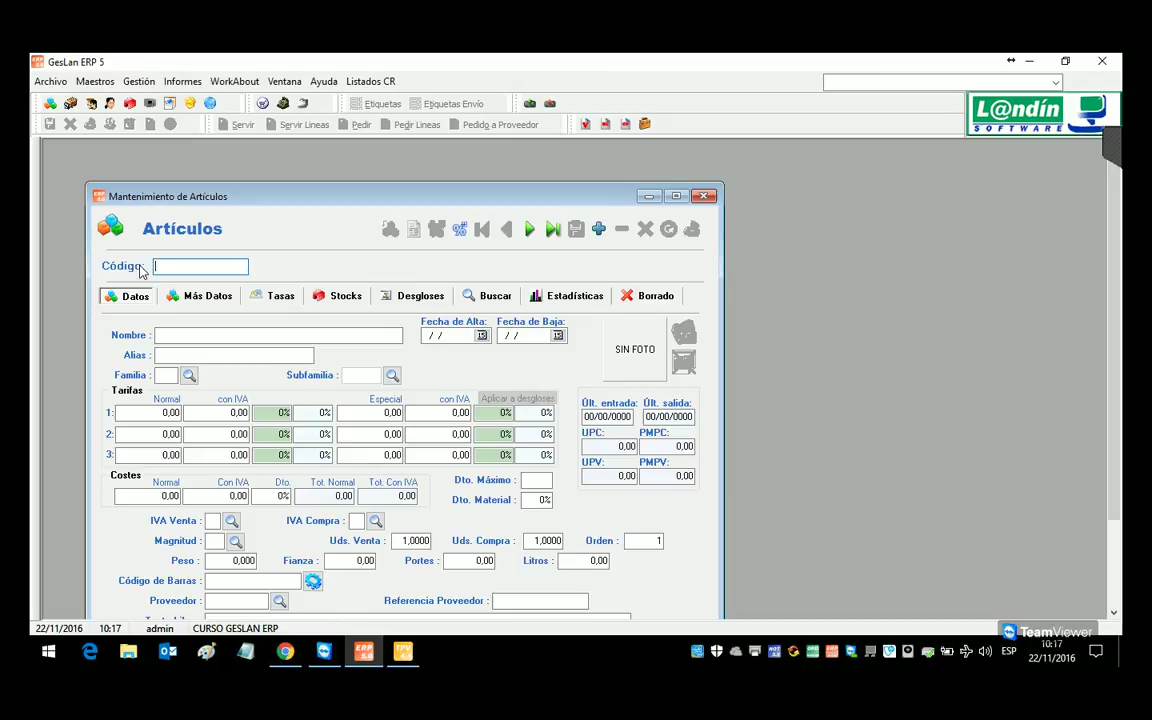 GesLan ERP 5
Archivo Maestros Gestión Informes WorkAbout Ventana Ayuda Listados CR
Etiquetas Etiquetas Envío
Servir Servir Lineas Pedir Pedir Lineas Pedido a Proveedor
L@ndín
SOFTWARE
Mantenimiento de Artículos
Artículos
Código:
Datos Más Datos Tasas Stocks Desgloses Buscar Estadísticas Borrado
Fecha de Alta: Fecha de Baja:
Nombre : / / 15 / / 15
SIN FOTO
Alias :
Familia : Subfamilia :
Tarifas
Normal con IVA Especial con IVA Aplicar a desgloses
1: 0,00 0,00 0% 0% 0,00 0,00 0% 0%
2: 0,00 0,00 0% 0% 0,00 0,00 0% 0%
3: 0,00 0,00 0% 0% 0,00 0,00 0% 0%
Últ. entrada: Últ. salida:
00/00/0000 00/00/0000
UPC: PMPC:
0,00 0,00
UPV: PMPV:
0,00 0,00
Costes
Normal Con IVA Dto. Tot. Normal Tot. Con IVA
0,00 0,00 0% 0,00 0,00
Dto. Máximo :
Dto. Material : 0%
IVA Venta : IVA Compra :
Magnitud : Uds. Venta : 1,0000 Uds. Compra : 1,0000 Orden : 1
Peso : 0,000 Fianza : 0,00 Portes : 0,00 Litros : 0,00
Código de Barras :
Proveedor : Referencia Proveedor :
22/11/2016 10:17 admin CURSO GESLAN ERP
TeamViewer
ESP
10:17
22/11/2016